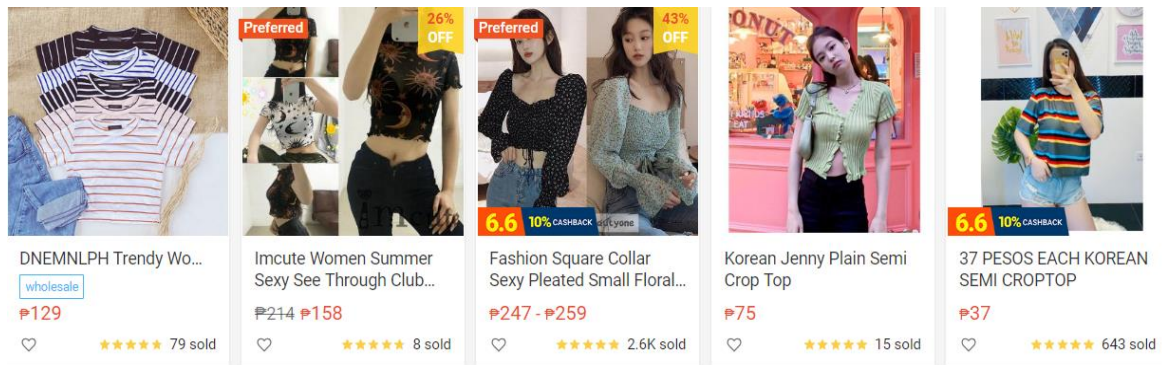 Preferred
26%
OFF
Preferred
43%
OFF
6.6 10% CASHBACK
6.6 10% CASHBACK
DNEMNLPH Trendy Wo...
wholesale
₱129
79 sold
Imcute Women Summer
Sexy See Through Club...
₱214 ₱158
8 sold
Fashion Square Collar
Sexy Pleated Small Floral...
₱247 - ₱259
2.6K sold
Korean Jenny Plain Semi
Crop Top
₱75
15 sold
37 PESOS EACH KOREAN
SEMI CROPTOP
₱37
643 sold